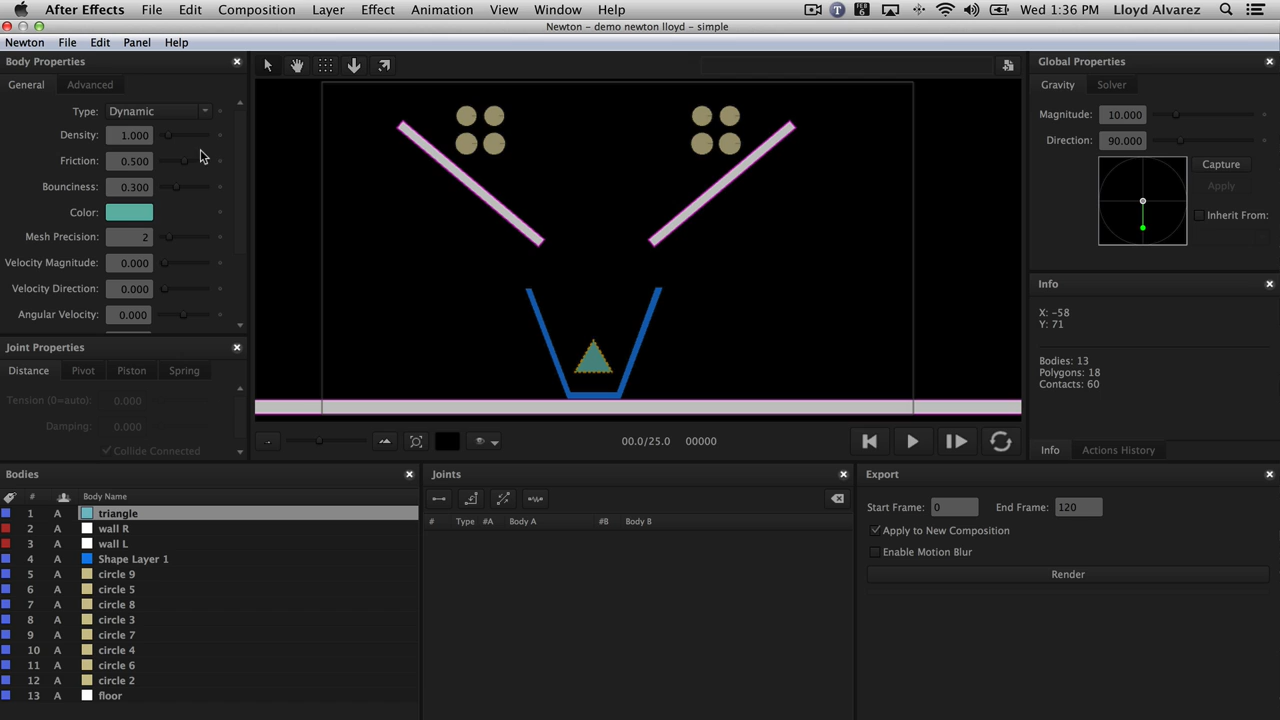 After Effects File Edit Composition Layer Effect Animation View Window Help Wed 1:36 PM Lloyd Alvarez
Newton – demo newton lloyd – simple
Newton File Edit Panel Help
Body Properties
General Advanced
Type: Dynamic
Density: 1.000
Friction: 0.500
Bounciness: 0.300
Color:
Mesh Precision: 2
Velocity Magnitude: 0.000
Velocity Direction: 0.000
Angular Velocity: 0.000
Joint Properties
Distance Pivot Piston Spring
Tension (0=auto): 0.000
Damping: 0.000
Collide Connected
00.0/25.0 00000
Global Properties
Gravity Solver
Magnitude: 10.000
Direction: 90.000
Capture
Apply
Inherit From:
Info
X: −58
Y: 71
Bodies: 13
Polygons: 18
Contacts: 60
Info Actions History
Bodies
# Body Name
1 A triangle
2 A wall R
3 A wall L
4 A Shape Layer 1
5 A circle 9
6 A circle 5
7 A circle 8
8 A circle 3
9 A circle 7
10 A circle 4
11 A circle 6
12 A circle 2
13 A floor
Joints
# Type #A Body A #B Body B
Export
Start Frame: 0 End Frame: 120
Apply to New Composition
Enable Motion Blur
Render